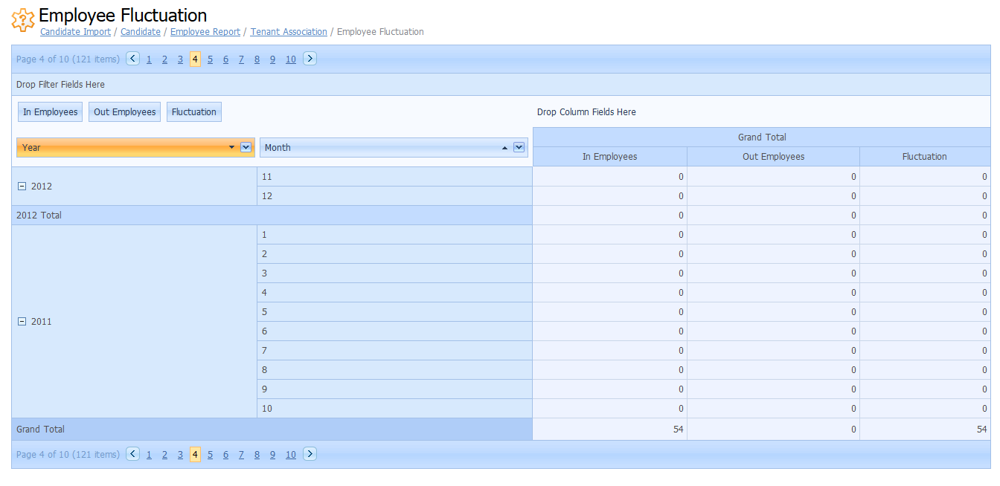 Employee Fluctuation
Candidate Import / Candidate / Employee Report / Tenant Association / Employee Fluctuation
Page 4 of 10 (121 items) 1 2 3 4 5 6 7 8 9 10
Drop Filter Fields Here
In Employees Out Employees Fluctuation Drop Column Fields Here
Grand Total
Year Month
In Employees Out Employees Fluctuation
2012
11 0 0 0
12 0 0 0
2012 Total 0 0 0
1 0 0 0
2 0 0 0
3 0 0 0
4 0 0 0
5 0 0 0
2011
6 0 0 0
7 0 0 0
8 0 0 0
9 0 0 0
10 0 0 0
Grand Total 54 0 54
Page 4 of 10 (121 items) 1 2 3 4 5 6 7 8 9 10